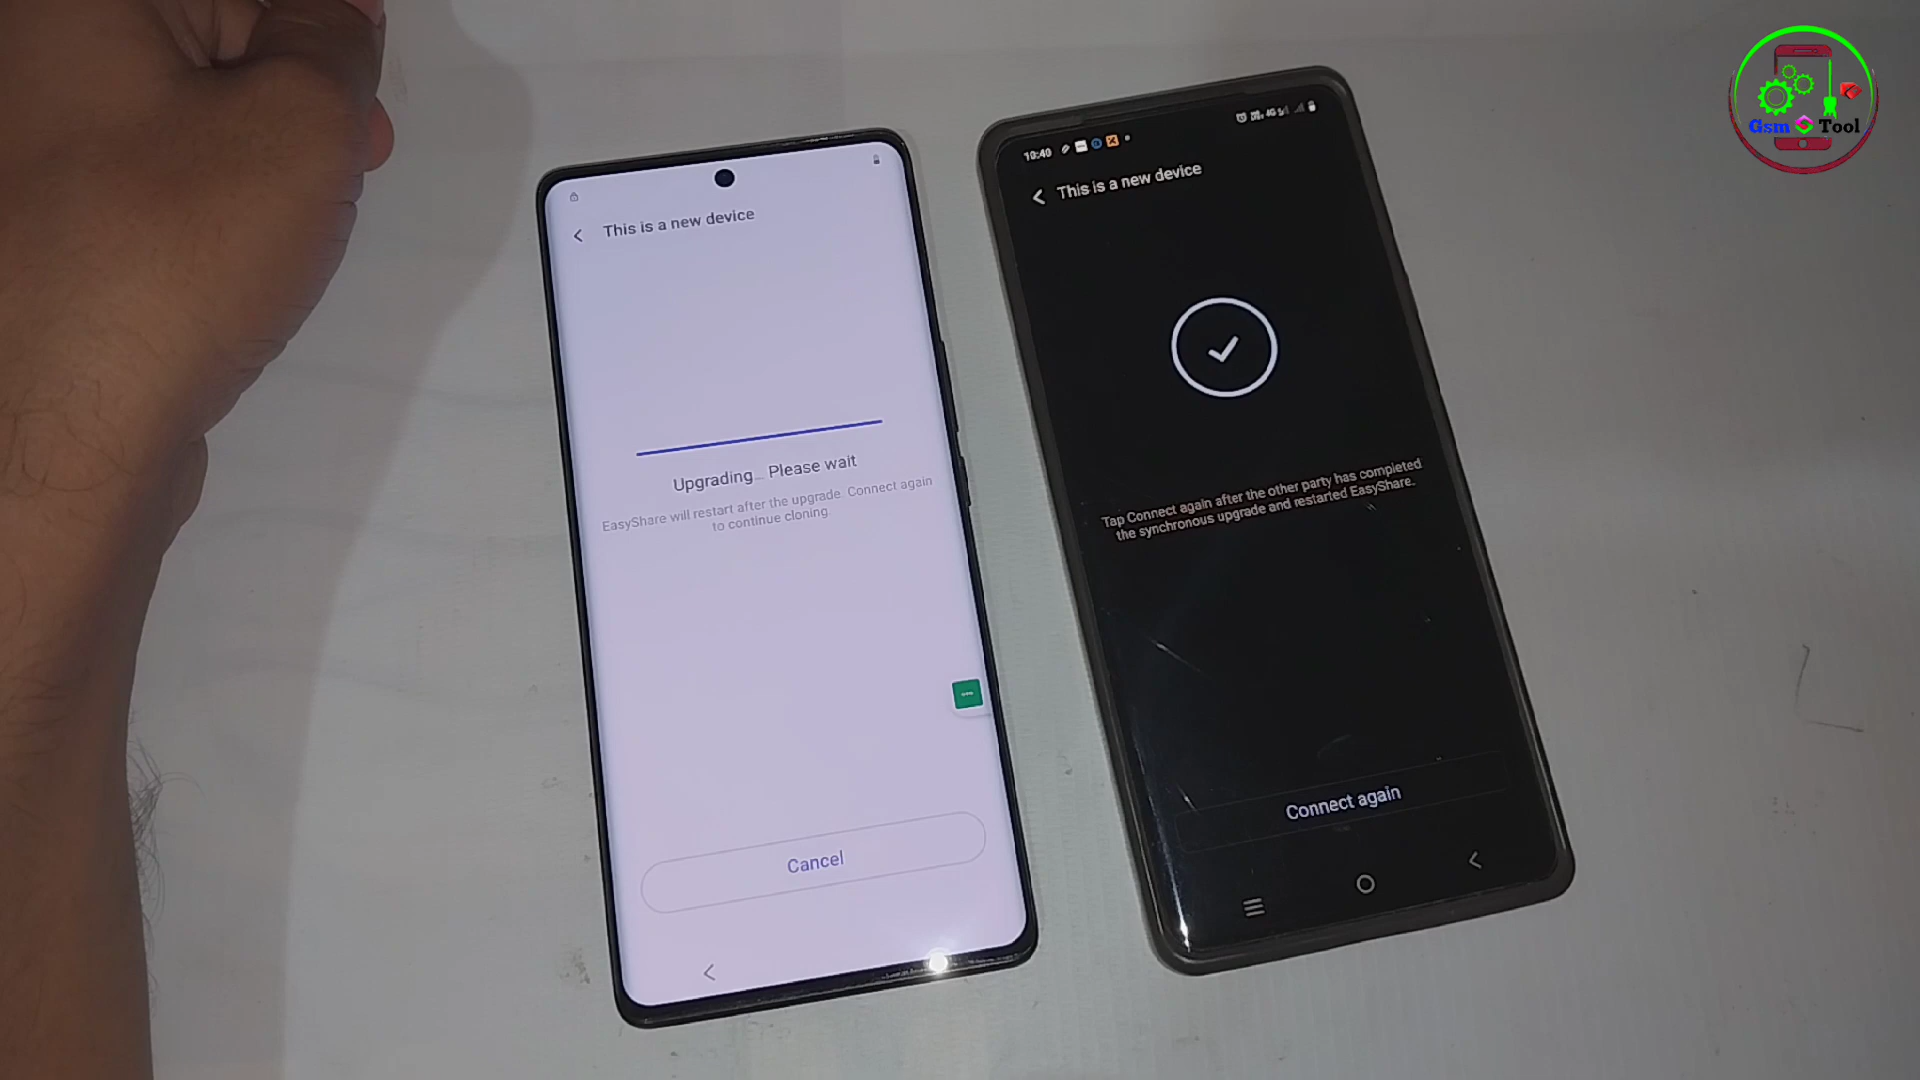 This is a new device
Upgrading... Please wait
EasyShare will restart after the upgrade. Connect again
to continue cloning.
Cancel
10:40
4G
This is a new device
Tap Connect again after the other party has completed
the synchronous upgrade and restarted EasyShare.
Connect again
Gsm Tool